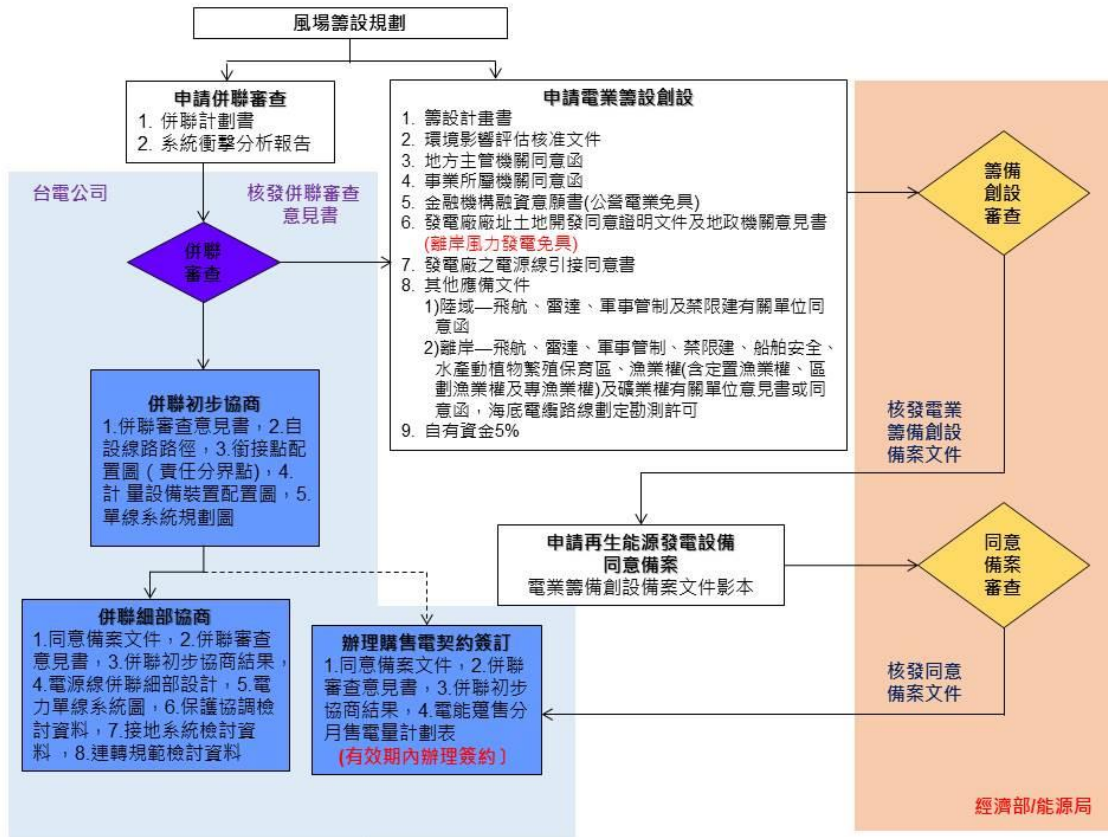 風場籌設規劃
申請併聯審查
1. 併聯計劃書
2. 系統衝擊分析報告
申請電業籌設創設
1. 籌設計畫書
2. 環境影響評估核准文件
3. 地方主管機關同意函
4. 事業所屬機關同意函
5. 金融機構融資意願書(公營電業免具)
6. 發電廠廠址土地開發同意證明文件及地政機關意見書
(離岸風力發電免具)
7. 發電廠之電源線引接同意書
8. 其他應備文件
1)陸域—飛航、雷達、軍事管制及禁限建有關單位同
意函
2)離岸—飛航、雷達、軍事管制、禁限建、船舶安全、
水產動植物繁殖保育區、漁業權(含定置漁業權、區
劃漁業權及專漁業權)及礦業權有關單位意見書或同
意函，海底電纜路線劃定勘測許可
9. 自有資金5%
籌備
創設
審查
台電公司
核發併聯審查
意見書
併聯
審查
併聯初步協商
1.併聯審查意見書，2.自
設線路路徑，3.銜接點配
置圖（責任分界點)，4.
計 量設備裝置配置圖，5.
單線系統規劃圖
核發電業
籌備創設
備案文件
申請再生能源發電設備
同意備案
電業籌備創設備案文件影本
同意
備案
審查
併聯細部協商
1.同意備案文件，2.併聯審查
意見書，3.併聯初步協商結果，
4.電源線併聯細部設計，5.電
力單線系統圖，6.保護協調檢
討資料，7.接地系統檢討資
料 ，8.運轉規範檢討資料
辦理購售電契約簽訂
1.同意備案文件，2.併聯
審查意見書，3.併聯初步
協商結果，4.電能躉售分
月售電量計劃表
(有效期內辦理簽約〕
核發同意
備案文件
經濟部/能源局